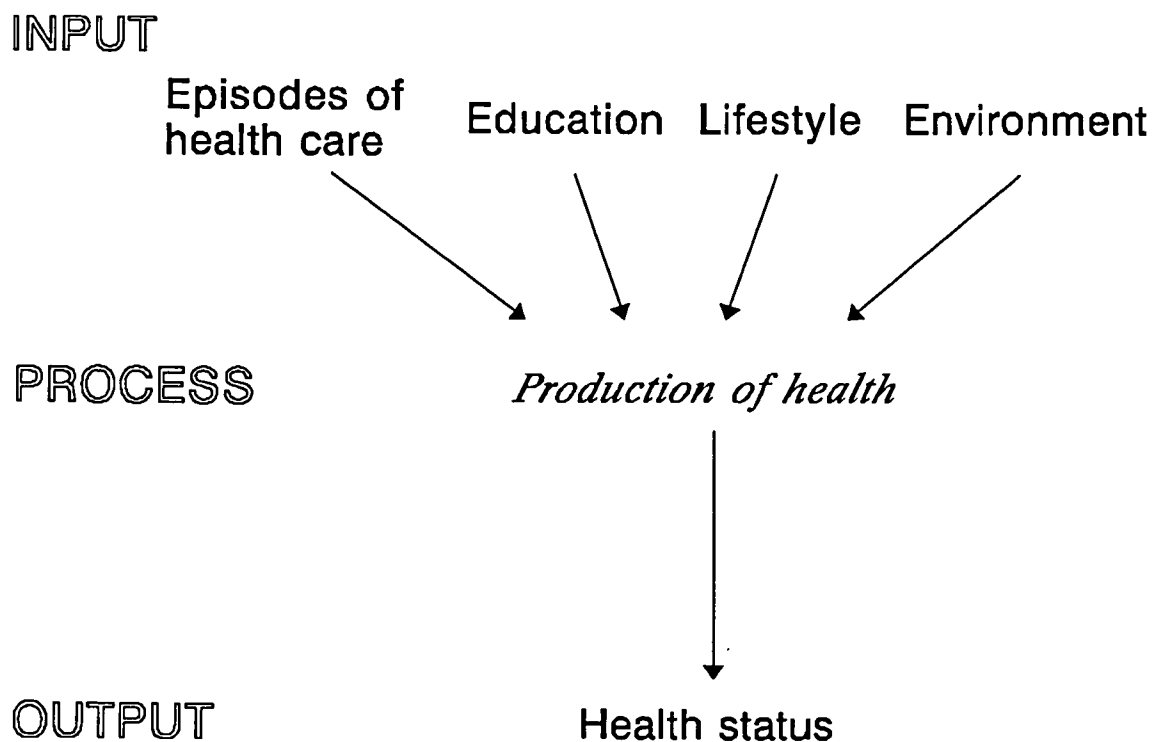 INPUT
Episodes of
health care
Education
Lifestyle
Environment
PROCESS
Production of health
OUTPUT
Health status